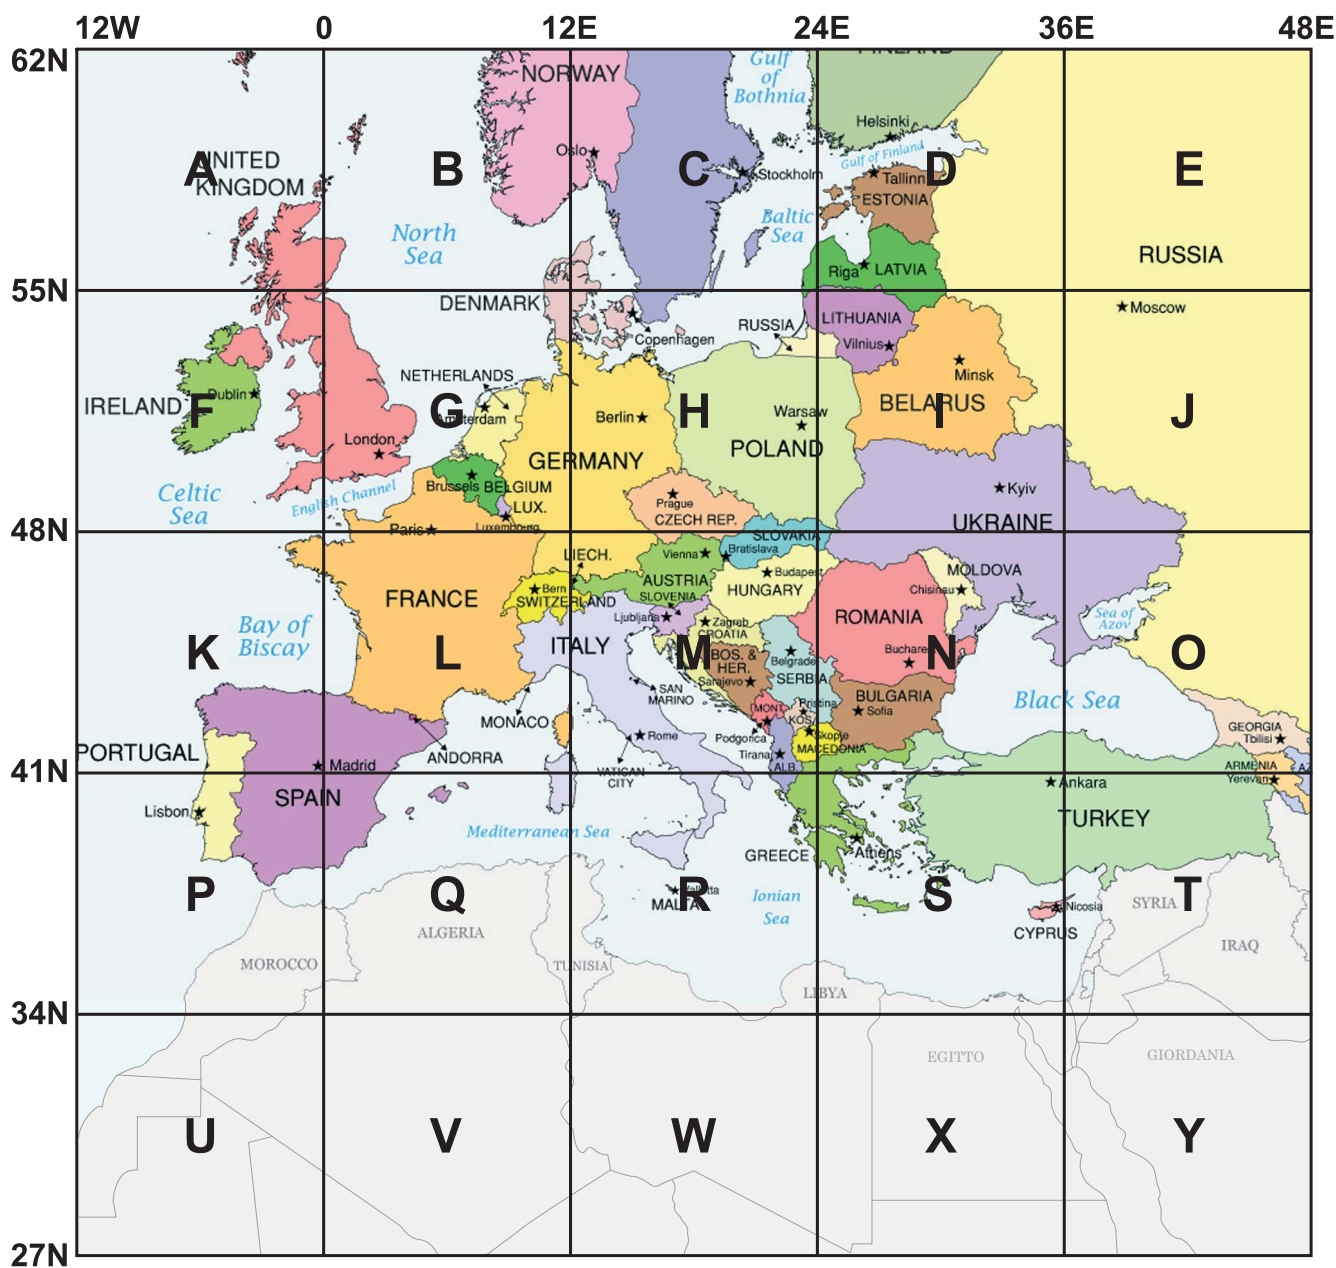 12W 0 12E 24E 36E 48E
62N
FINLAND
NORWAY
Gulf
of
Bothnia
Helsinki
Oslo
Gulf of Finland
A B C D E
UNITED
KINGDOM
Stockholm
Tallinn
ESTONIA
North
Sea
Baltic
Sea
RUSSIA
Riga LATVIA
55N
DENMARK
Moscow
LITHUANIA
RUSSIA
Copenhagen
Vilnius
Minsk
NETHERLANDS
Dublin
IRELAND
F G H I J
Amsterdam
Berlin
Warsaw
BELARUS
London
POLAND
GERMANY
Celtic
Sea
English Channel
Brussels BELGIUM
LUX.
Luxembourg
Prague
CZECH REP.
Kyiv
UKRAINE
48N
Paris
SLOVAKIA
Vienna
Bratislava
LIECH.
Budapest
MOLDOVA
AUSTRIA
HUNGARY
Chisinau
Bern
SWITZERLAND
SLOVENIA
FRANCE
Ljubljana
Zagreb
CROATIA
ROMANIA
Sea of
Azov
Bay of
Biscay
ITALY
K L M N O
BOS. &
HER.
Belgrade
Buchare
Sarajevo
SERBIA
SAN
MARINO
BULGARIA
Black Sea
MONT.
Pristina
KOS.
Sofia
MONACO
GEORGIA
Tbilisi
Rome
Podgorica
Skopje
MACEDONIA
PORTUGAL
ANDORRA
Tirana
ALB.
Madrid
VATICAN
CITY
ARMENIA
AZ
41N
Yerevan
Ankara
SPAIN
Lisbon
TURKEY
Mediterranean Sea
GREECE
Athens
P Q R S T
Valletta
MALTA
Ionian
Sea
Nicosia
CYPRUS
SYRIA
ALGERIA
IRAQ
MOROCCO
TUNISIA
LIBYA
34N
EGITTO
GIORDANIA
U V W X Y
27N